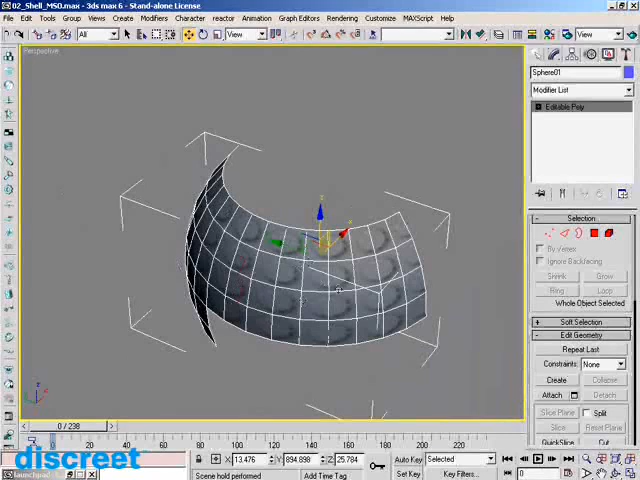 02_Shell_MSO.max - 3ds max 6 - Stand-alone License
File Edit Tools Group Views Create Modifiers Character reactor Animation Graph Editors Rendering Customize MAXScript Help
All View View
Perspective
Sphere01
Modifier List
Editable Poly
Selection
By Vertex
Ignore Backfacing
Shrink Grow
Ring Loop
Whole Object Selected
Soft Selection
Edit Geometry
Repeat Last
Constraints: None
Create Collapse
Attach Detach
Slice Plane Split
Slice Reset Plane
QuickSlice Cut
0 / 238
0 20 40 60 80 100 120 140 160 180 200 220
discreet
X: 13.476 Y: 894.898 Z: 25.784
Auto Key Selected
Set Key Key Filters... 0
Scene hold performed Add Time Tag